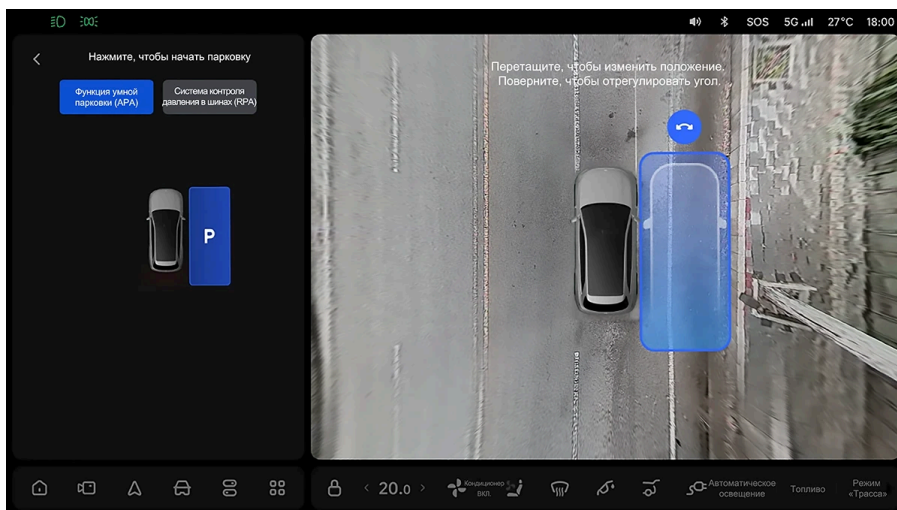 SOS 5G 27°C 18:00
Нажмите, чтобы начать парковку
Функция умной
парковки (APA)
Система контроля
давления в шинах (RPA)
P
Перетащите, чтобы изменить положение.
Поверните, чтобы отрегулировать угол.
20.0
Кондиционер
вкл.
Автоматическое
освещение
Топливо
Режим
«Трасса»